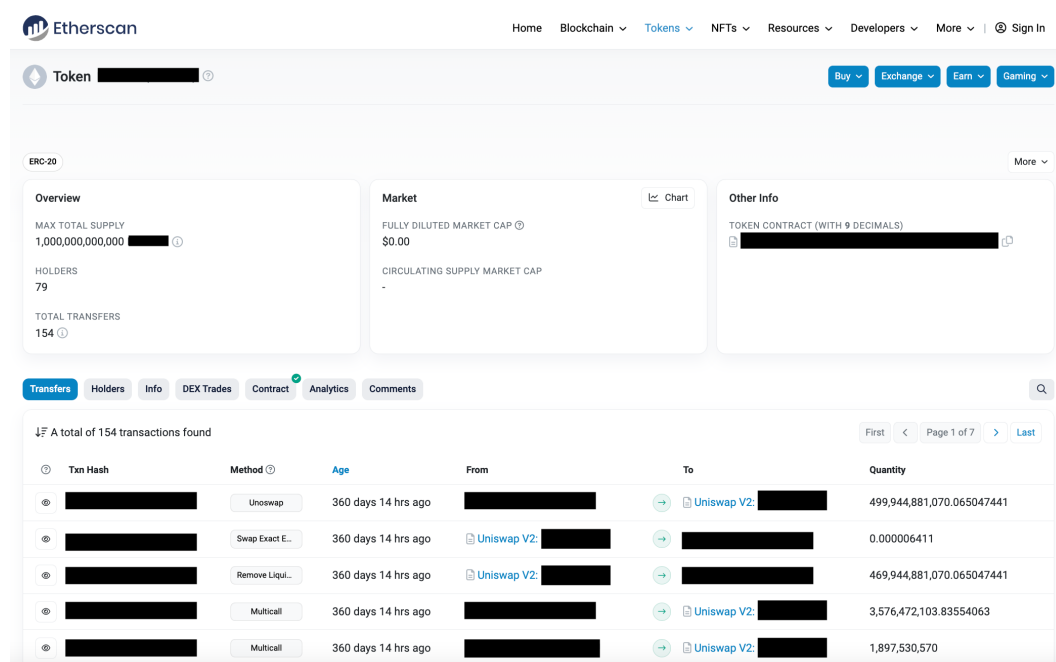 Etherscan
Home Blockchain Tokens NFTs Resources Developers More | Sign In
Token
Buy Exchange Earn Gaming
ERC-20
More
Overview
MAX TOTAL SUPPLY
1,000,000,000,000
HOLDERS
79
TOTAL TRANSFERS
154
Market
Chart
FULLY DILUTED MARKET CAP
$0.00
CIRCULATING SUPPLY MARKET CAP
-
Other Info
TOKEN CONTRACT (WITH 9 DECIMALS)
Transfers Holders Info DEX Trades Contract Analytics Comments
A total of 154 transactions found
First < Page 1 of 7 > Last
Txn Hash Method Age From To Quantity
Unoswap 360 days 14 hrs ago Uniswap V2: 499,944,881,070.065047441
Swap Exact E... 360 days 14 hrs ago Uniswap V2: 0.000006411
Remove Liqui... 360 days 14 hrs ago Uniswap V2: 469,944,881,070.065047441
Multicall 360 days 14 hrs ago Uniswap V2: 3,576,472,103.83554063
Multicall 360 days 14 hrs ago Uniswap V2: 1,897,530,570